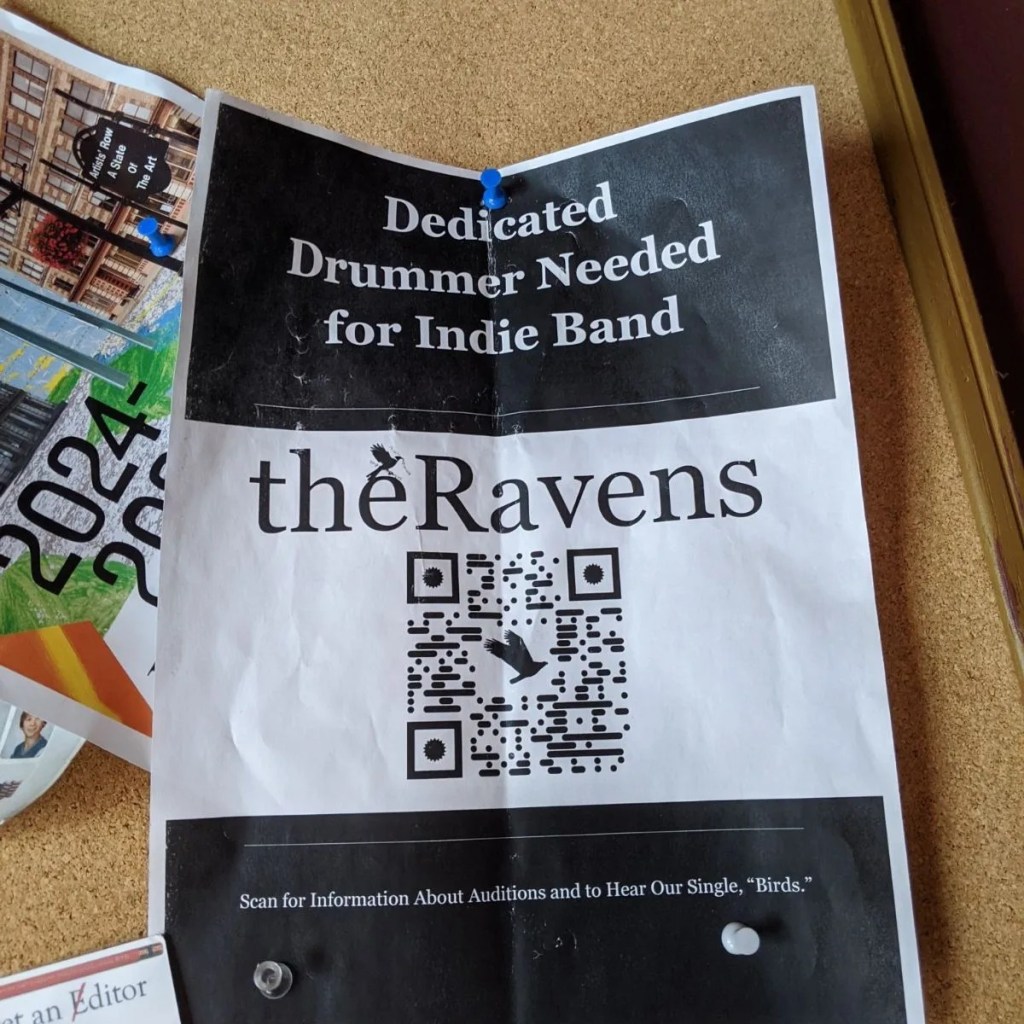 Artists' Row
A State
Of
The Art
Dedicated
Drummer Needed
for Indie Band
theRavens
2024-
Scan for Information About Auditions and to Hear Our Single, “Birds.”
an Editor